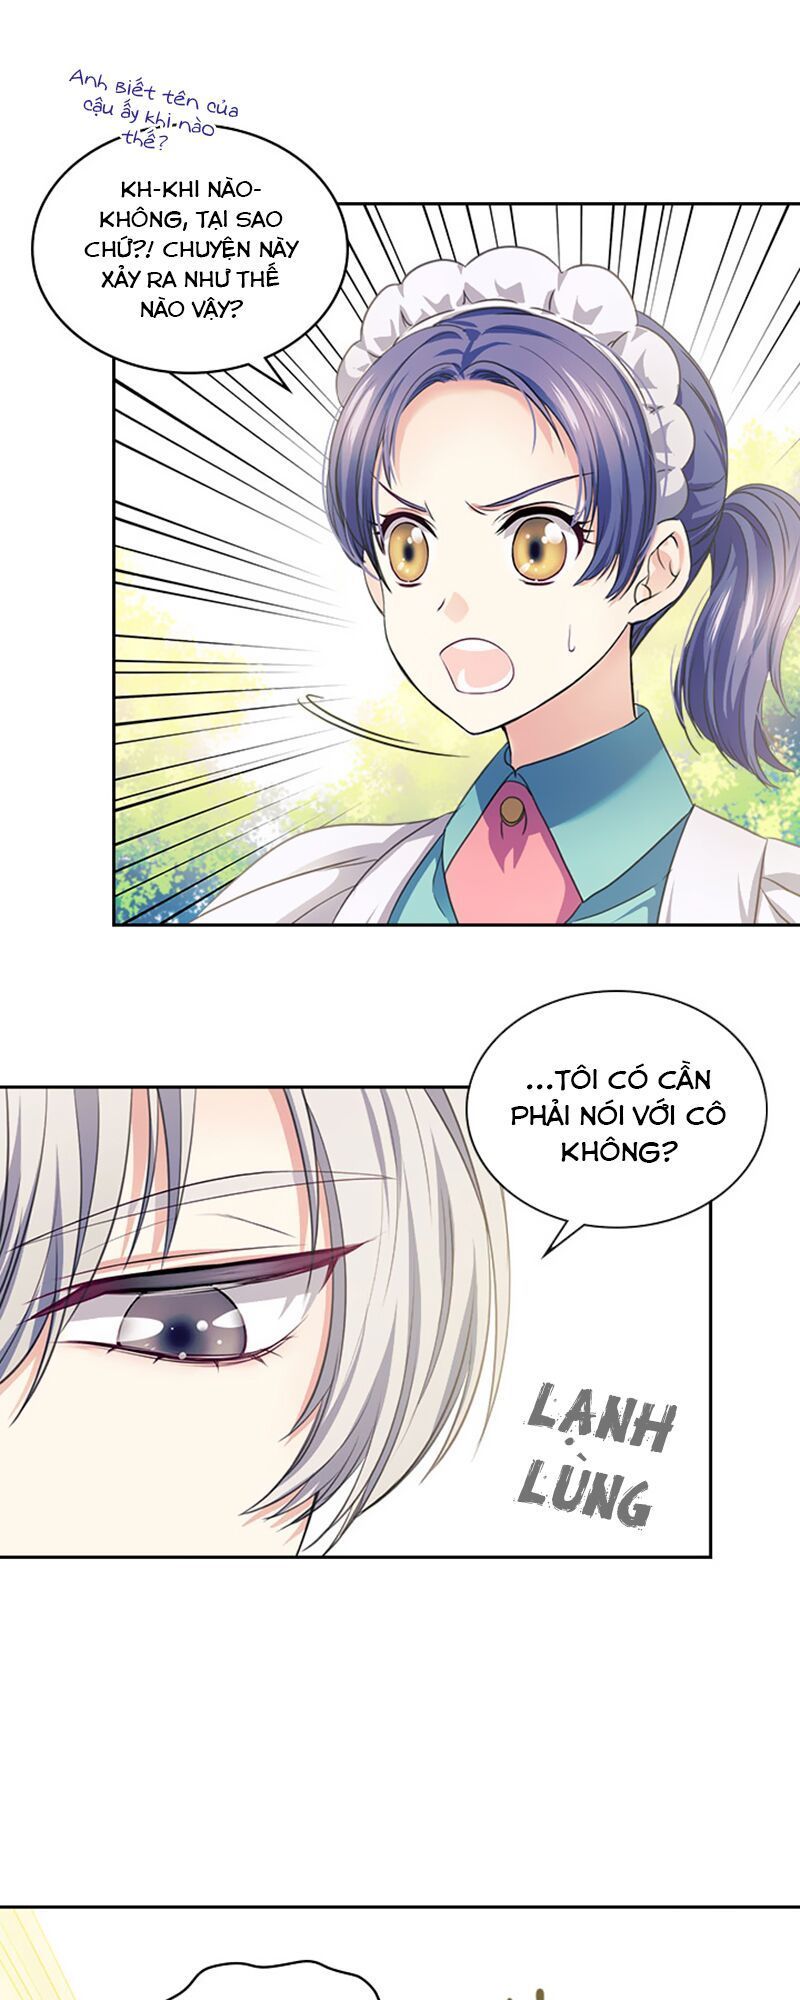 Anh biết tên của
cậu ấy khi nào
thế?
KH-KHI NÀO-
KHÔNG, TẠI SAO
CHỨ?! CHUYỆN NÀY
XẢY RA NHƯ THẾ
NÀO VẬY?
...TÔI CÓ CẦN
PHẢI NÓI VỚI CÔ
KHÔNG?
LẠNH
LÙNG